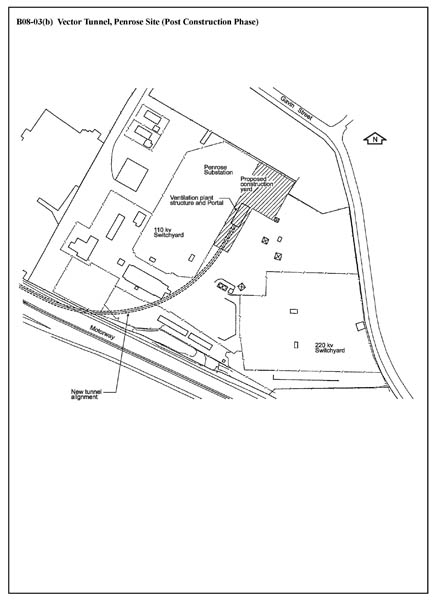 B08-03(b) Vector Tunnel, Penrose Site (Post Construction Phase)
Gavin Street
N
Penrose
Substation
Proposed
construction
yard
Ventilation plant
structure and Portal
110 kv
Switchyard
Motorway
220 kv
Switchyard
New tunnel
alignment